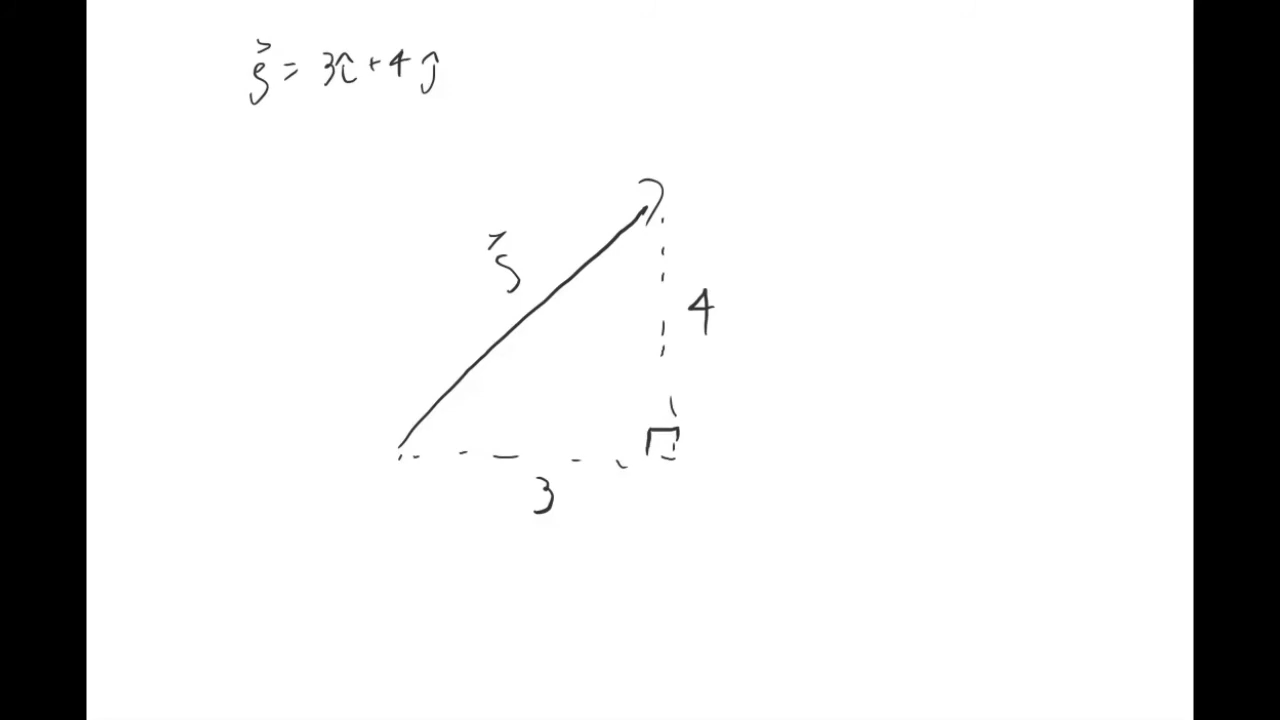 s⃗ = 3î + 4ĵ
s⃗
4
3